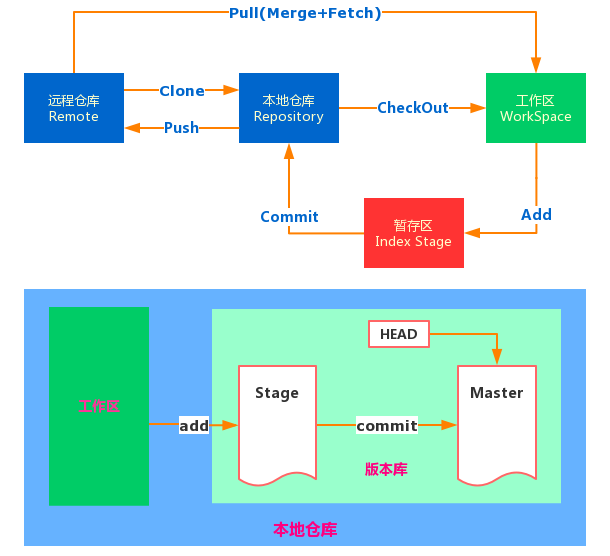 Pull(Merge+Fetch)
远程仓库
Remote
Clone
Push
本地仓库
Repository
CheckOut
工作区
WorkSpace
Commit
暂存区
Index Stage
Add
HEAD
工作区
Stage
Master
add
commit
版本库
本地仓库